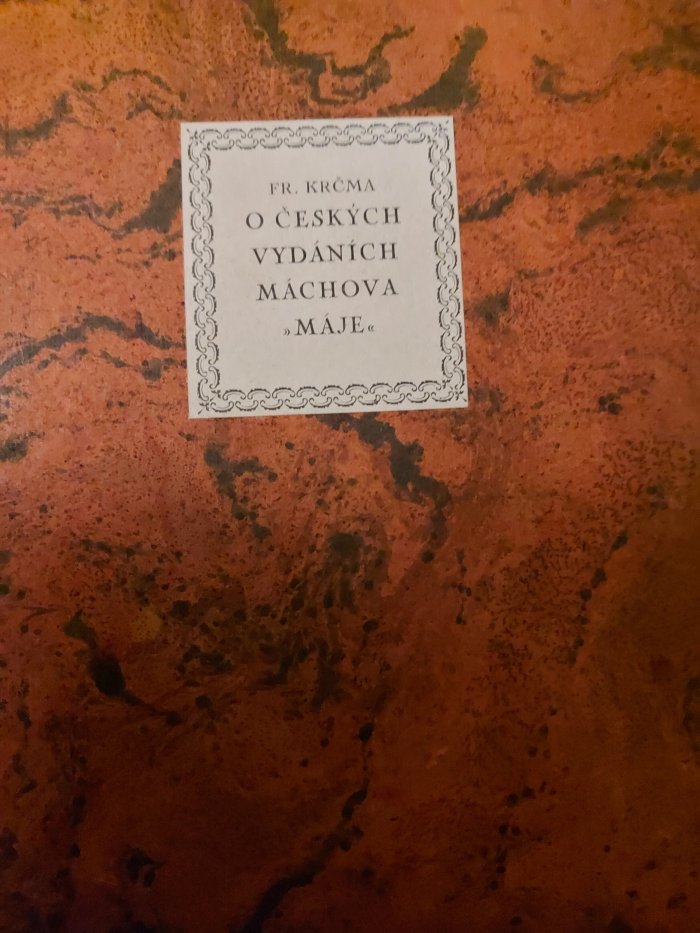 FR. KRČMA
O ČESKÝCH
VYDÁNÍCH
MÁCHOVA
»MÁJE«